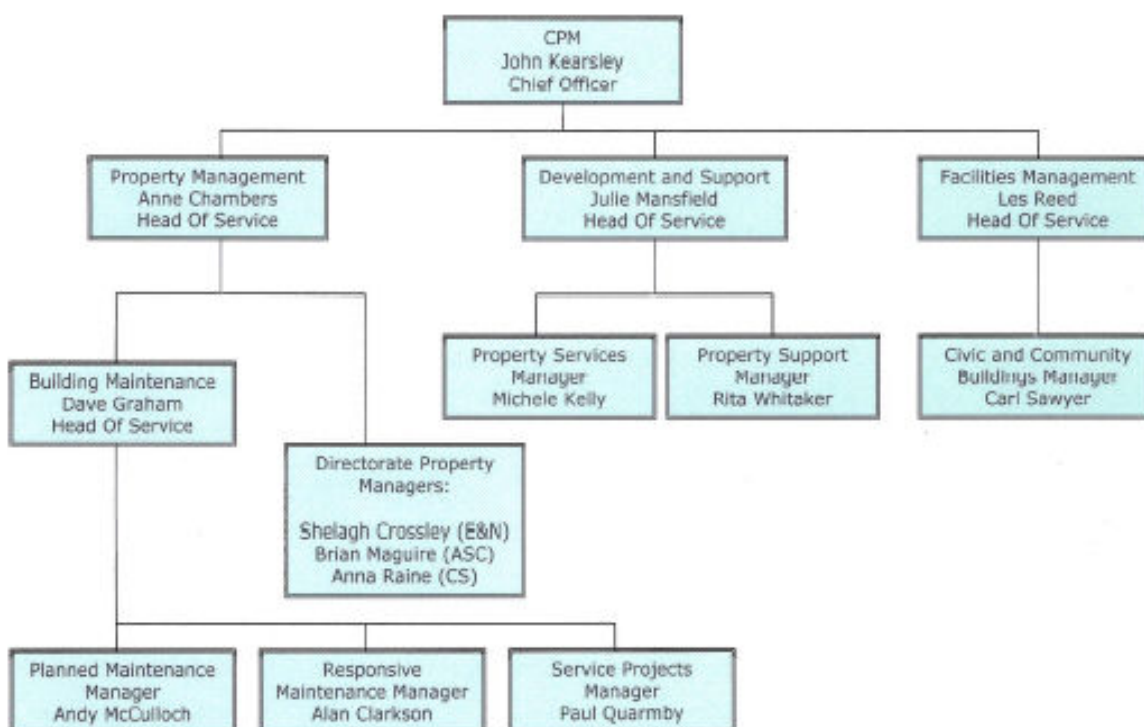 CPM
John Kearsley
Chief Officer
Property Management
Anne Chambers
Head Of Service
Development and Support
Julie Mansfield
Head Of Service
Facilities Management
Les Reed
Head Of Service
Building Maintenance
Dave Graham
Head Of Service
Directorate Property
Managers:
Shelagh Crossley (E&N)
Brian Maguire (ASC)
Anna Raine (CS)
Property Services
Manager
Michele Kelly
Property Support
Manager
Rita Whitaker
Civic and Community
Buildings Manager
Carl Sawyer
Planned Maintenance
Manager
Andy McCulloch
Responsive
Maintenance Manager
Alan Clarkson
Service Projects
Manager
Paul Quarmby